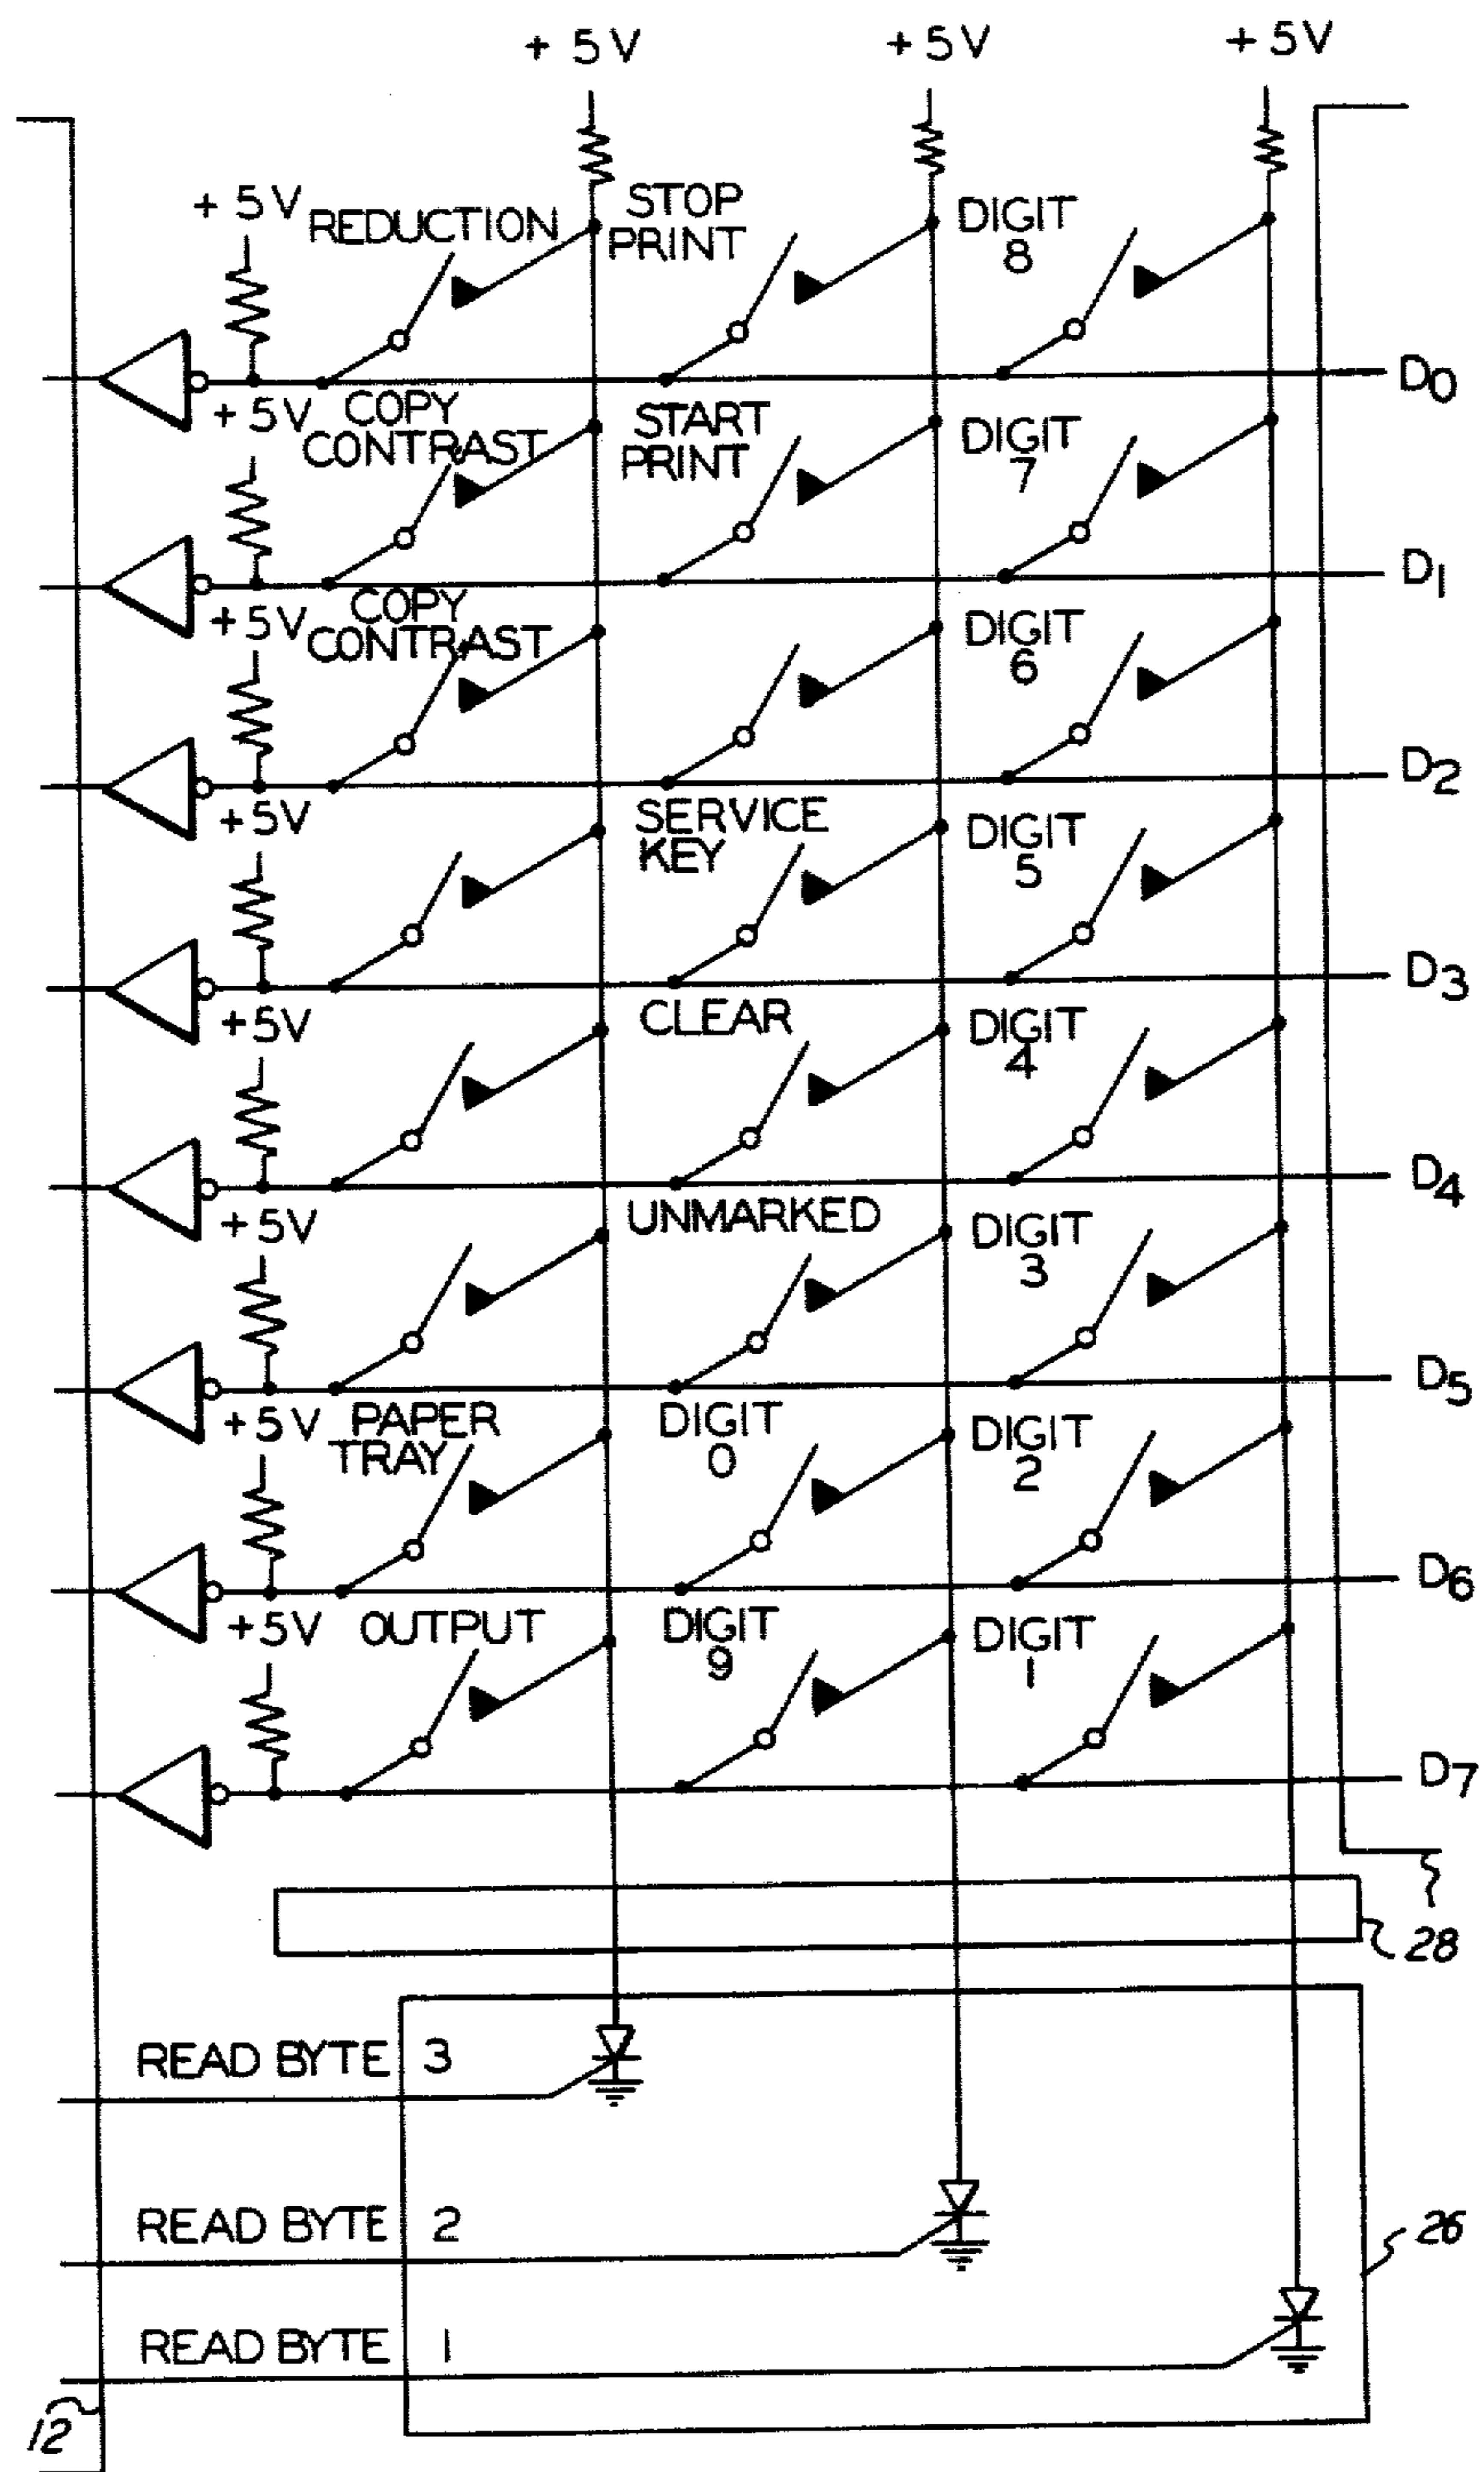 + 5V
+ 5V
+ 5V
+ 5V
REDUCTION
STOP
PRINT
DIGIT
8
D0
+5V
COPY
CONTRAST
START
PRINT
DIGIT
7
D1
+5V
COPY
CONTRAST
DIGIT
6
D2
+5V
SERVICE
KEY
DIGIT
5
D3
+5V
CLEAR
DIGIT
4
D4
+5V
UNMARKED
DIGIT
3
D5
+5V
PAPER
TRAY
DIGIT
0
DIGIT
2
D6
+5V
OUTPUT
DIGIT
9
DIGIT
1
D7
28
READ BYTE 3
READ BYTE 2
26
READ BYTE 1
12